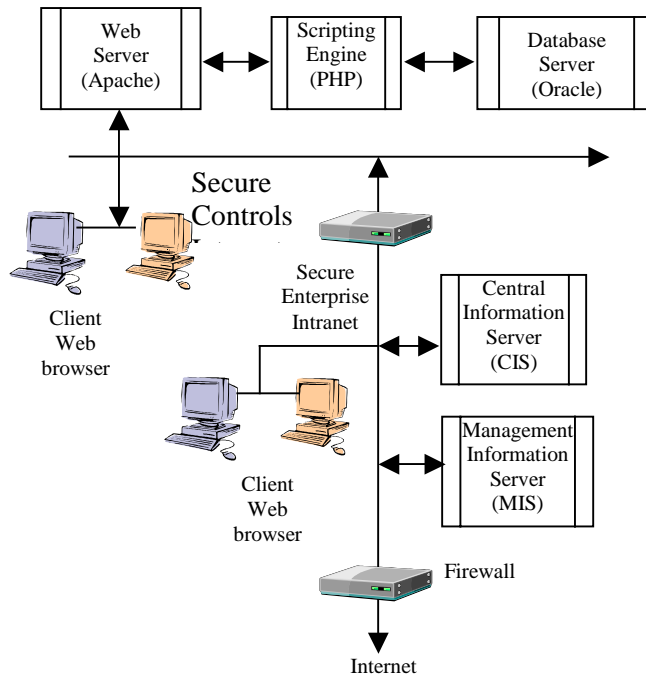 Web
Server
(Apache)
Scripting
Engine
(PHP)
Database
Server
(Oracle)
Secure
Controls
Client
Web
browser
Secure
Enterprise
Intranet
Central
Information
Server
(CIS)
Client
Web
browser
Management
Information
Server
(MIS)
Firewall
Internet